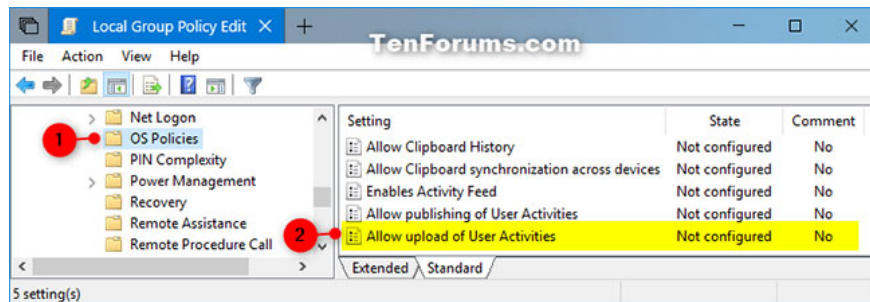 Local Group Policy Edit
TenForums.com
File Action View Help
Net Logon
OS Policies
PIN Complexity
Power Management
Recovery
Remote Assistance
Remote Procedure Call
1
Setting State Comment
Allow Clipboard History Not configured No
Allow Clipboard synchronization across devices Not configured No
Enables Activity Feed Not configured No
Allow publishing of User Activities Not configured No
2
Allow upload of User Activities Not configured No
Extended Standard
5 setting(s)